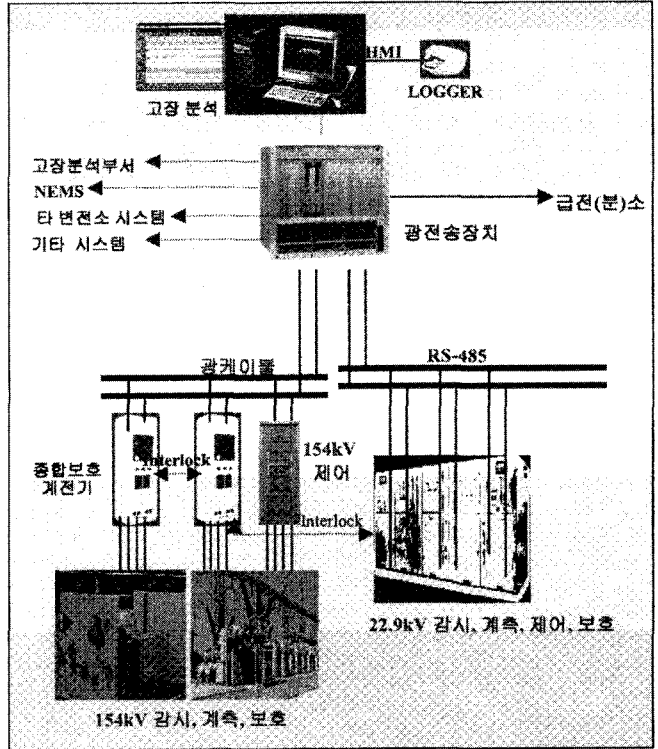 HMI
LOGGER
고장 분석
고장분석부서
NEMS
타 변전소 시스템
기타 시스템
급전(분)소
광전송장치
광케이블
RS-485
종합보호
계전기
Interlock
154kV
제어
Interlock
22.9kV 감시, 계측, 제어, 보호
154kV 감시, 계측, 보호